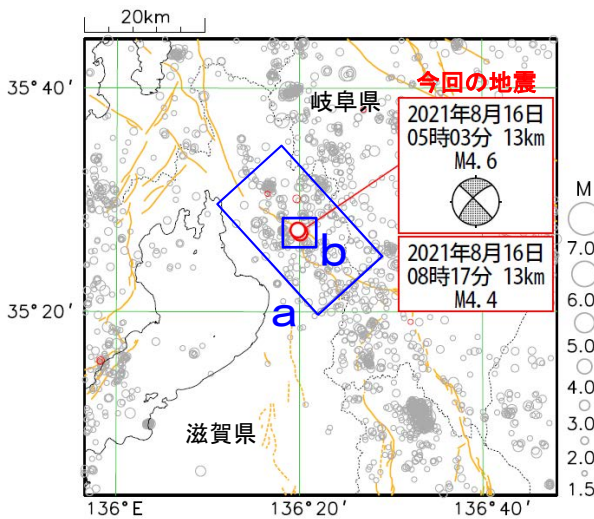 20km
35°40′
岐阜県
今回の地震
2021年8月16日
05時03分 13km
M4.6
2021年8月16日
08時17分 13km
M4.4
b
a
35°20′
滋賀県
M
7.0
6.0
5.0
4.0
3.0
2.0
1.5
136°E
136°20′
136°40′